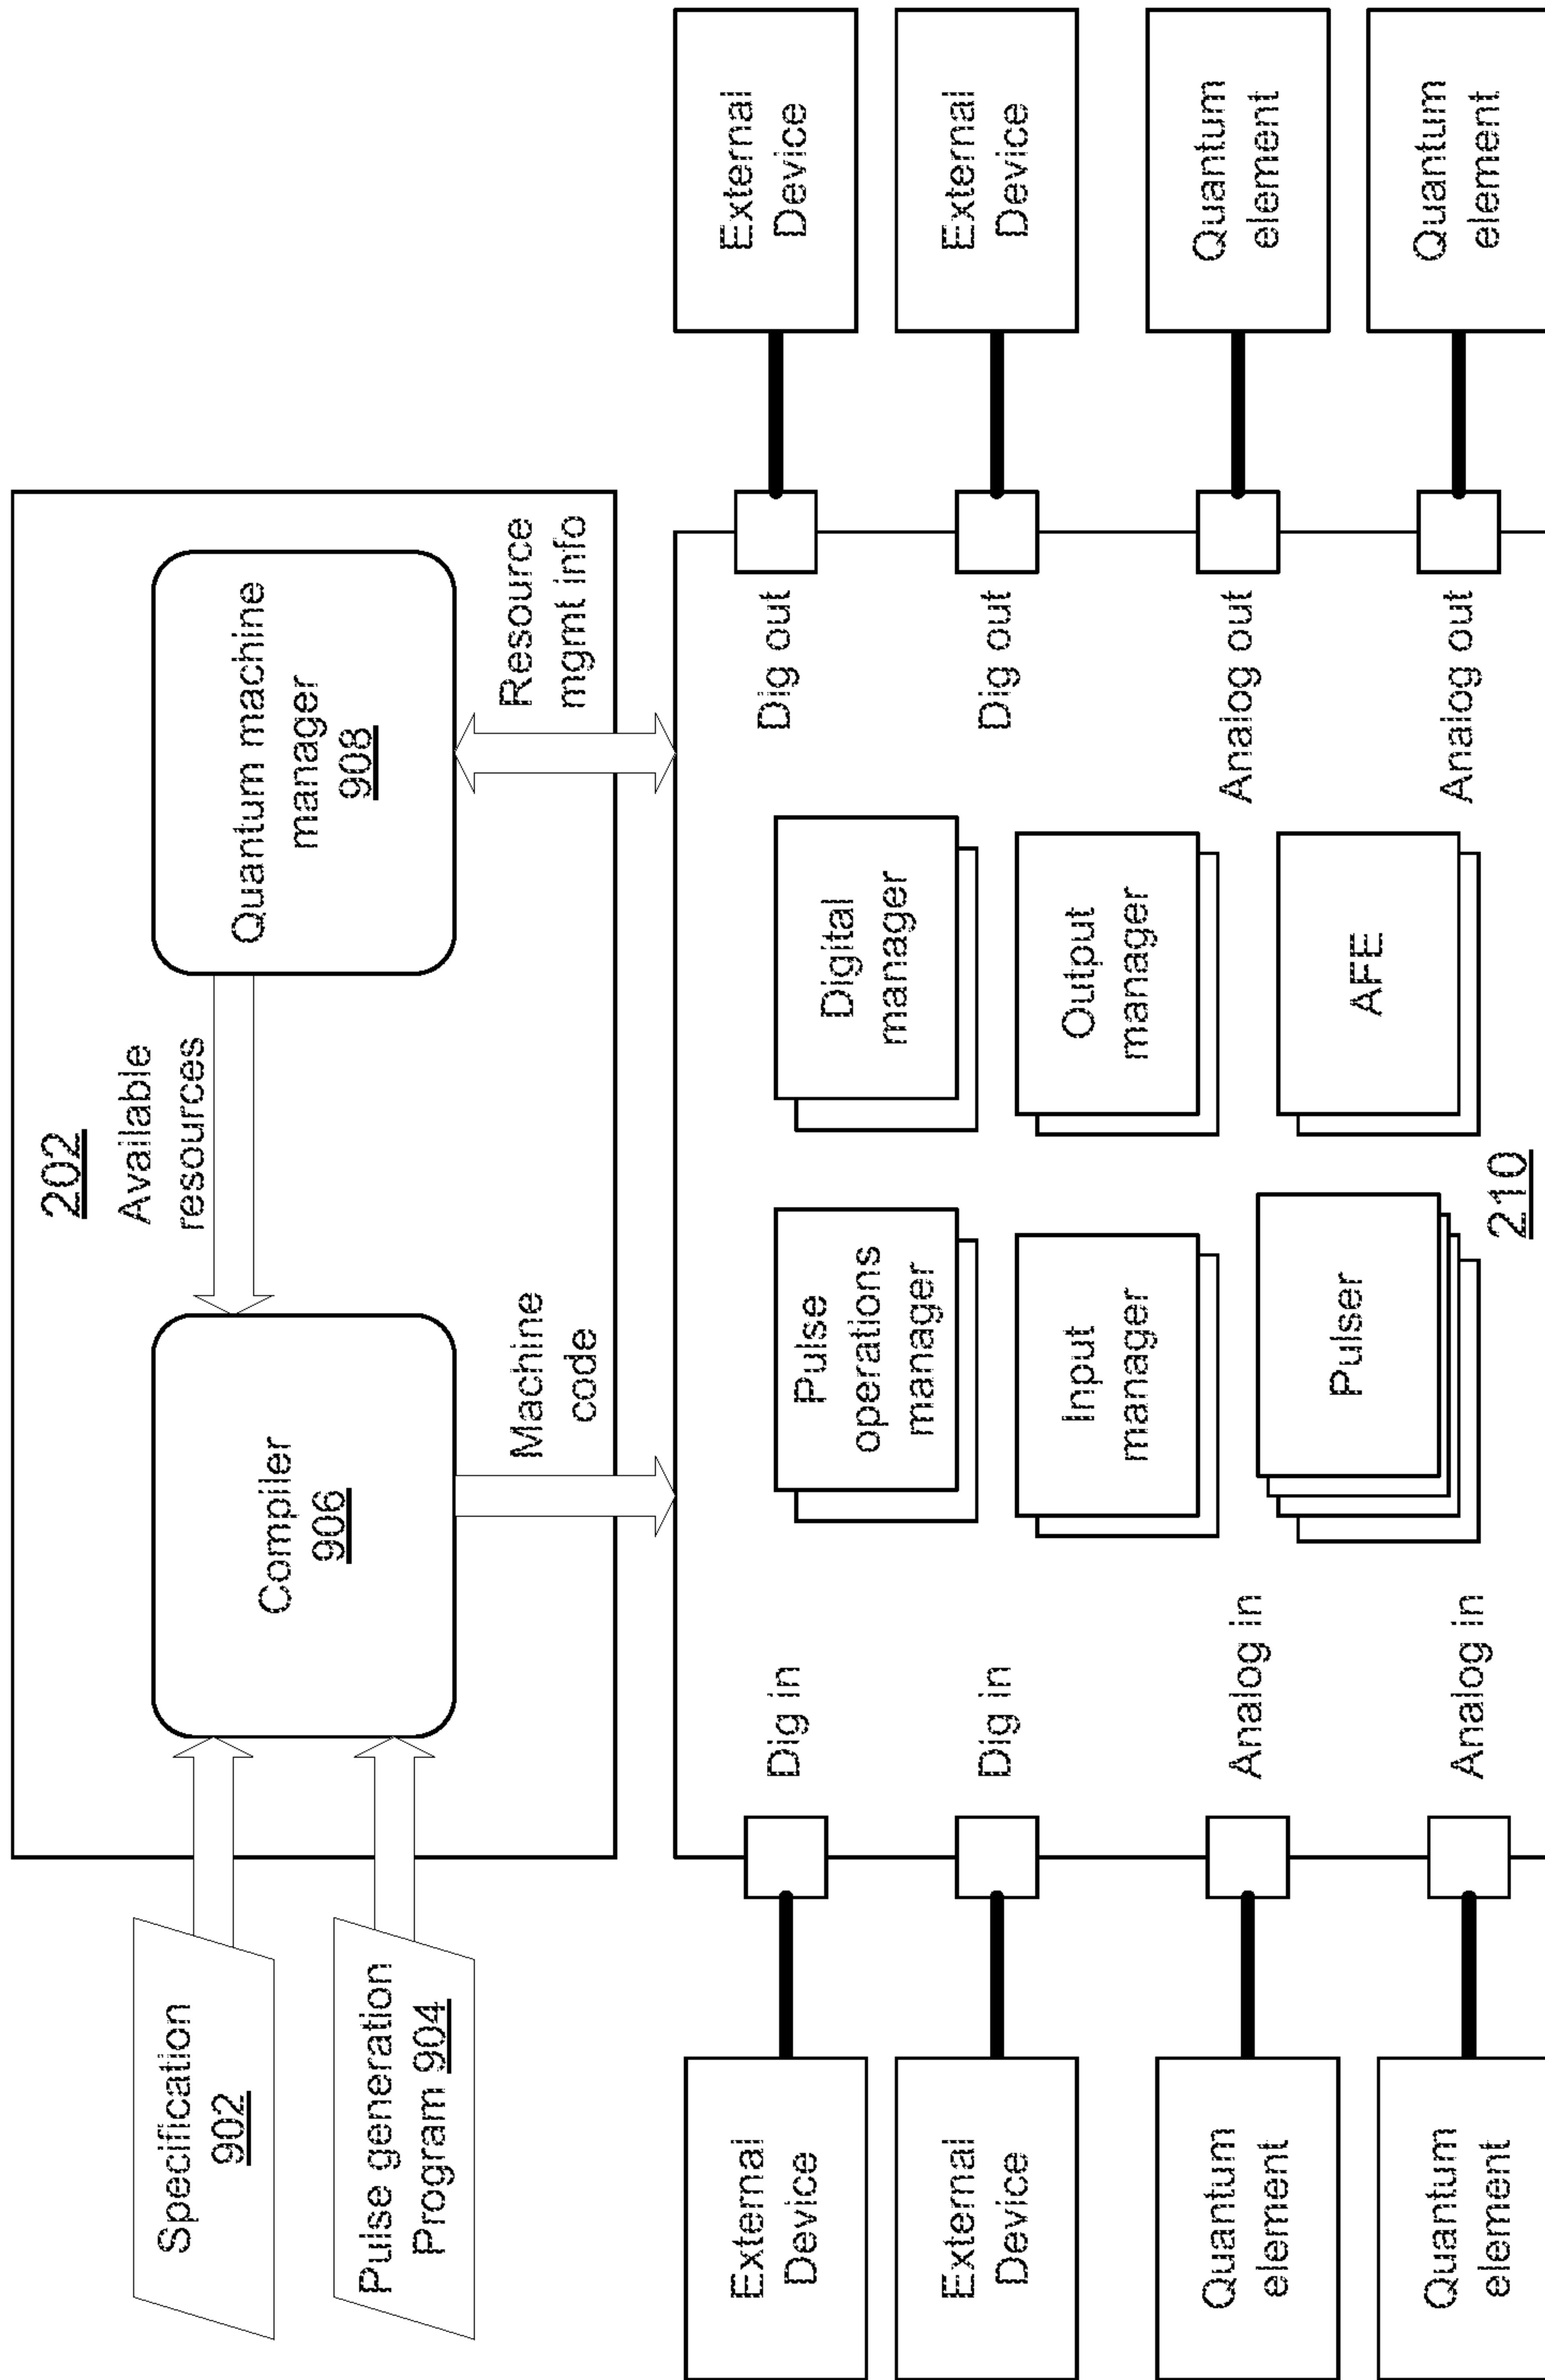 202
Specification
902
Pulse generation
Program 904
Compiler
906
Available
resources
Quantum machine
manager
908
Machine
code
Resource
mgmt info
External
Device
Dig in
Pulse
operations
manager
Digital
manager
Dig out
External
Device
External
Device
Dig in
Input
manager
Output
manager
Dig out
External
Device
Quantum
element
Analog in
Pulser
AFE
Analog out
Quantum
element
Quantum
element
Analog in
210
Analog out
Quantum
element